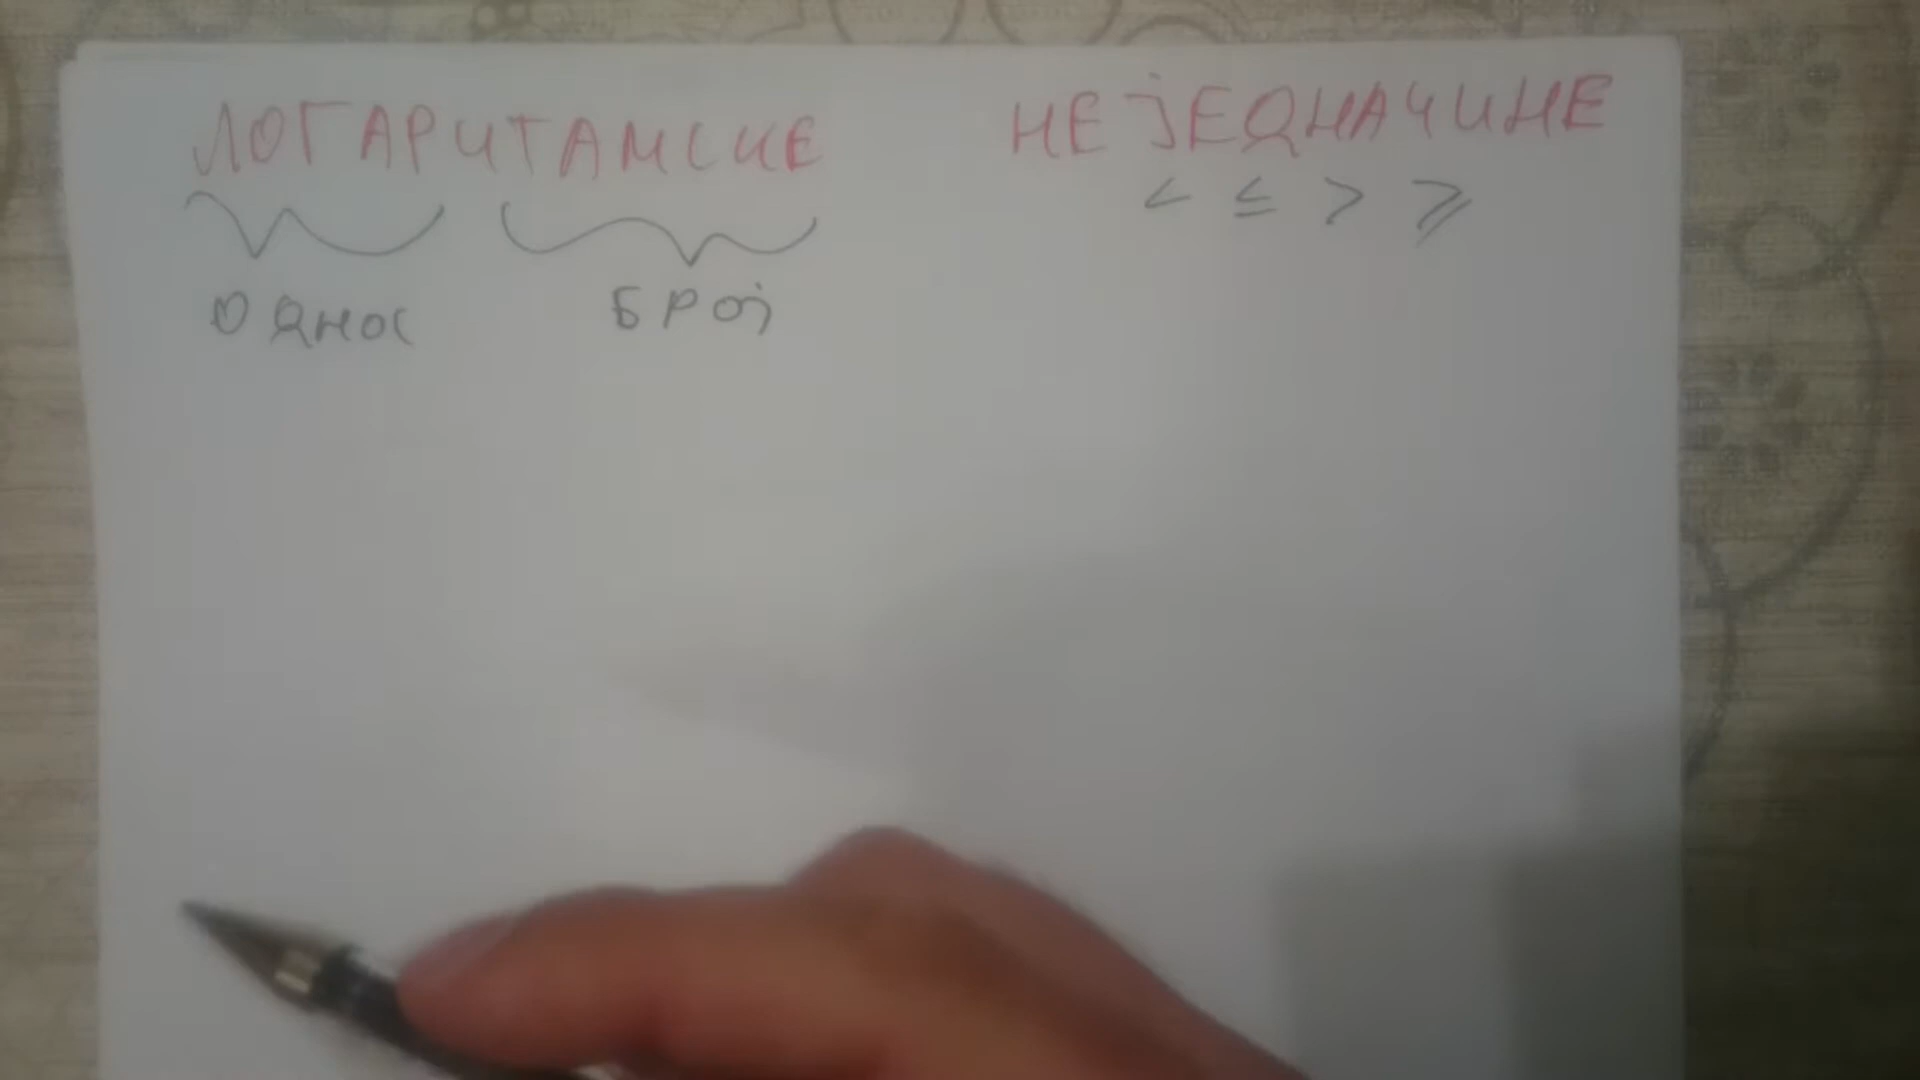 ЛОГАРИТАМСКЕ НЕЈЕДНАЧИНЕ
< ≤ > ≥
ОДНОС БРОЈ